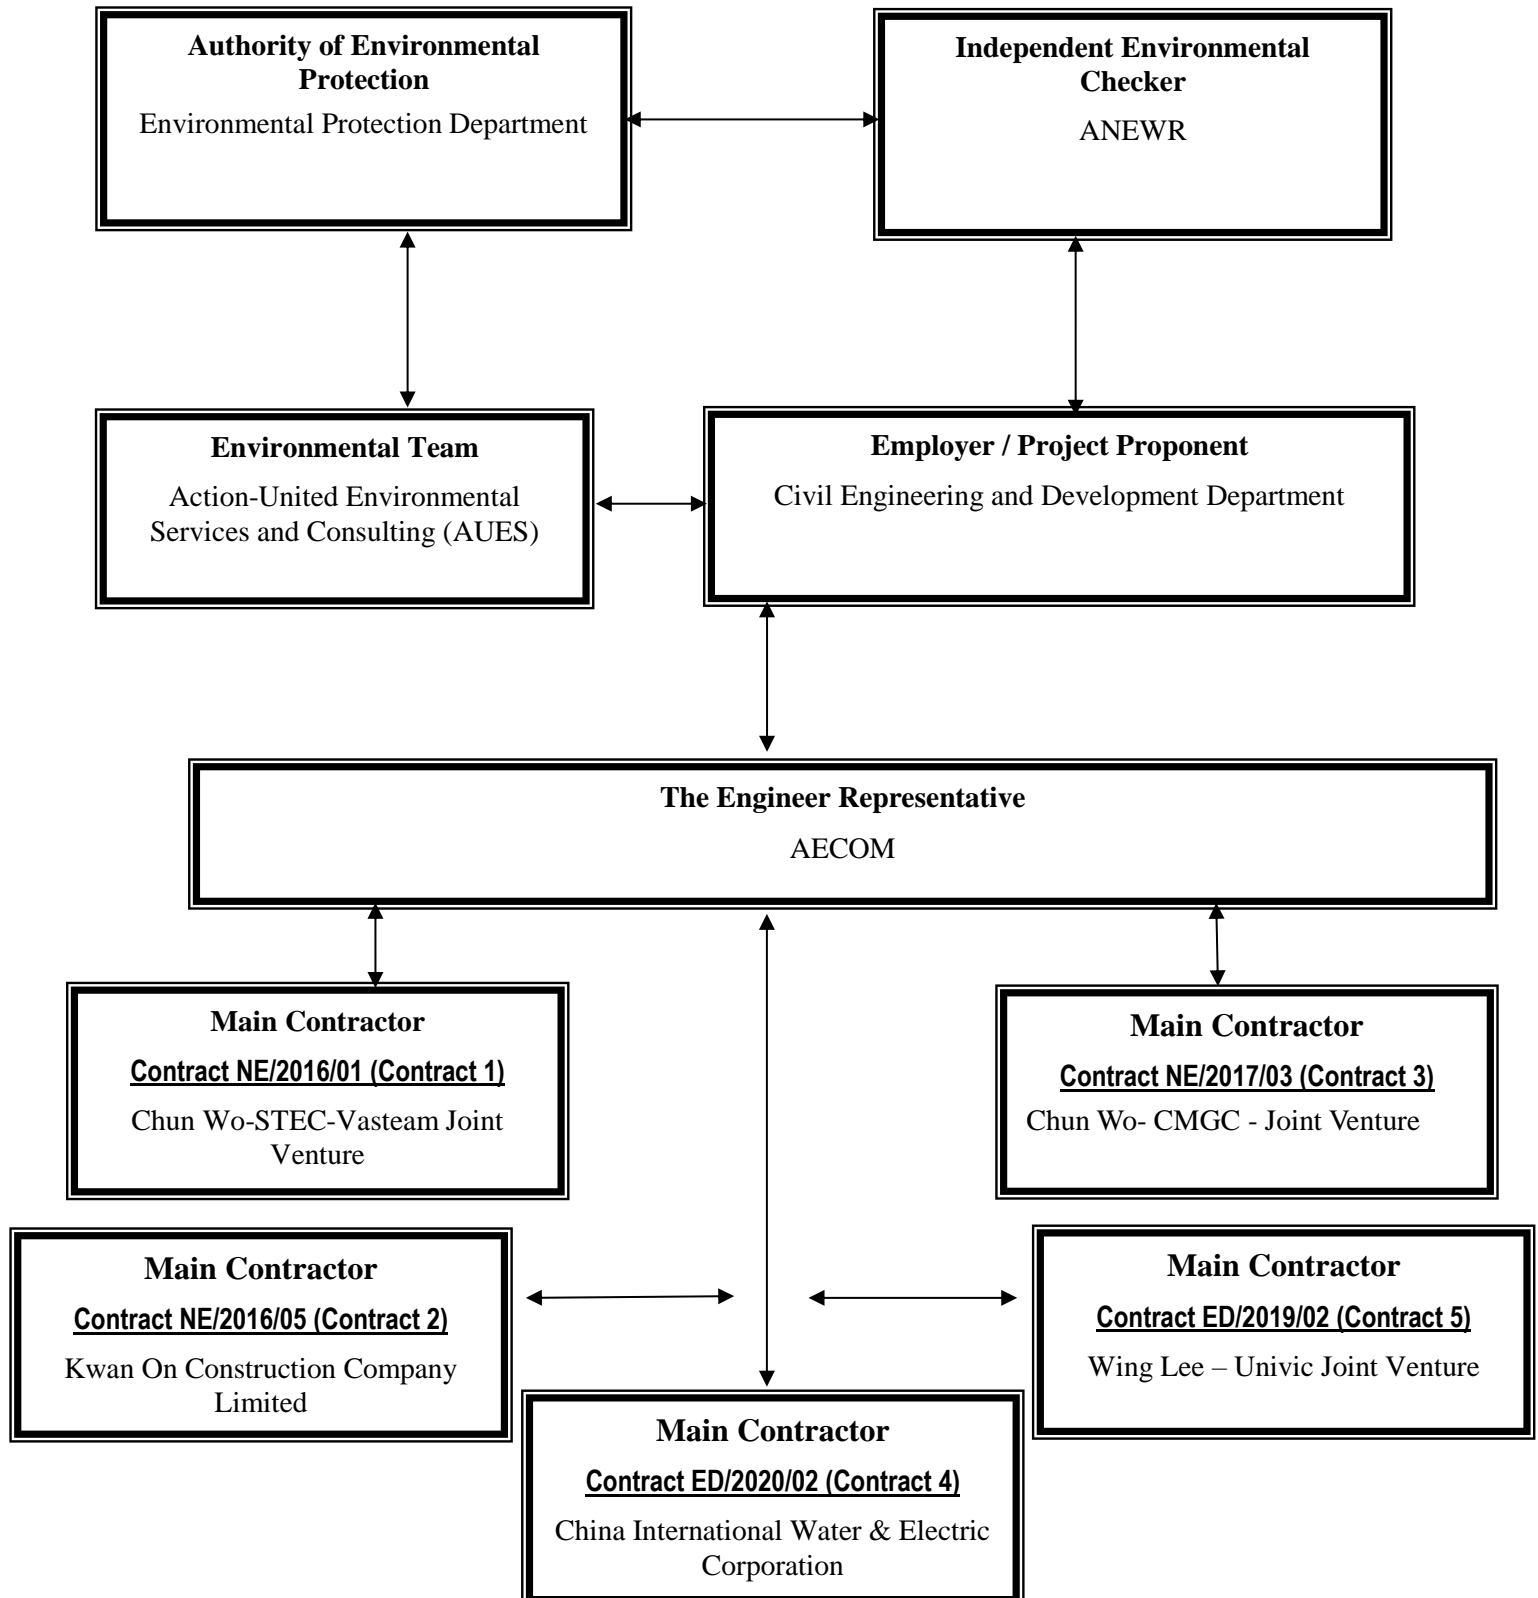 Authority of Environmental
Protection
Environmental Protection Department
Independent Environmental
Checker
ANEWR
Environmental Team
Action-United Environmental
Services and Consulting (AUES)
Employer / Project Proponent
Civil Engineering and Development Department
The Engineer Representative
AECOM
Main Contractor
Contract NE/2016/01 (Contract 1)
Chun Wo-STEC-Vasteam Joint
Venture
Main Contractor
Contract NE/2017/03 (Contract 3)
Chun Wo- CMGC - Joint Venture
Main Contractor
Contract NE/2016/05 (Contract 2)
Kwan On Construction Company
Limited
Main Contractor
Contract ED/2019/02 (Contract 5)
Wing Lee – Univic Joint Venture
Main Contractor
Contract ED/2020/02 (Contract 4)
China International Water & Electric
Corporation